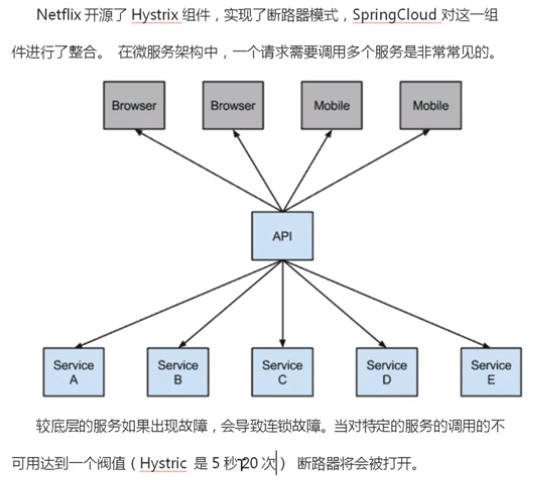 Netflix 开源了 Hystrix 组件，实现了断路器模式，SpringCloud 对这一组
件进行了整合。 在微服务架构中，一个请求需要调用多个服务是非常常见的。
Browser
Browser
Mobile
Mobile
API
Service
A
Service
B
Service
C
Service
D
Service
E
较底层的服务如果出现故障，会导致连锁故障。当对特定的服务的调用的不
可用达到一个阀值（Hystric 是 5 秒 20 次） 断路器将会被打开。